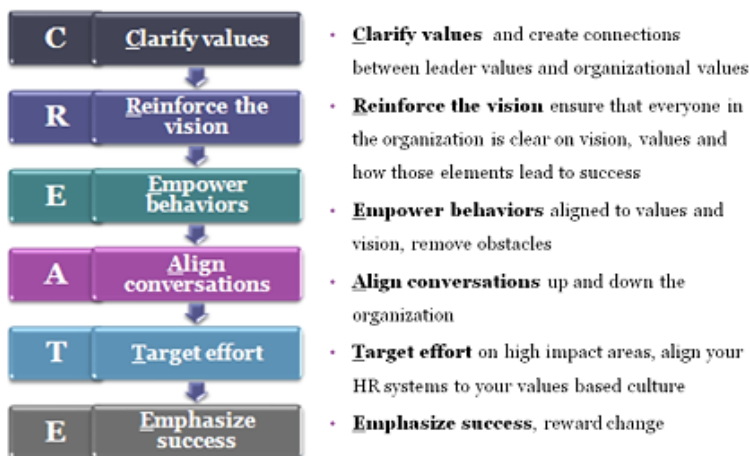 C
Clarify values
R
Reinforce the
vision
E
Empower
behaviors
A
Align
conversations
T
Target effort
E
Emphasize
success
• Clarify values and create connections
between leader values and organizational values
• Reinforce the vision ensure that everyone in
the organization is clear on vision, values and
how those elements lead to success
• Empower behaviors aligned to values and
vision, remove obstacles
• Align conversations up and down the
organization
• Target effort on high impact areas, align your
HR systems to your values based culture
• Emphasize success, reward change